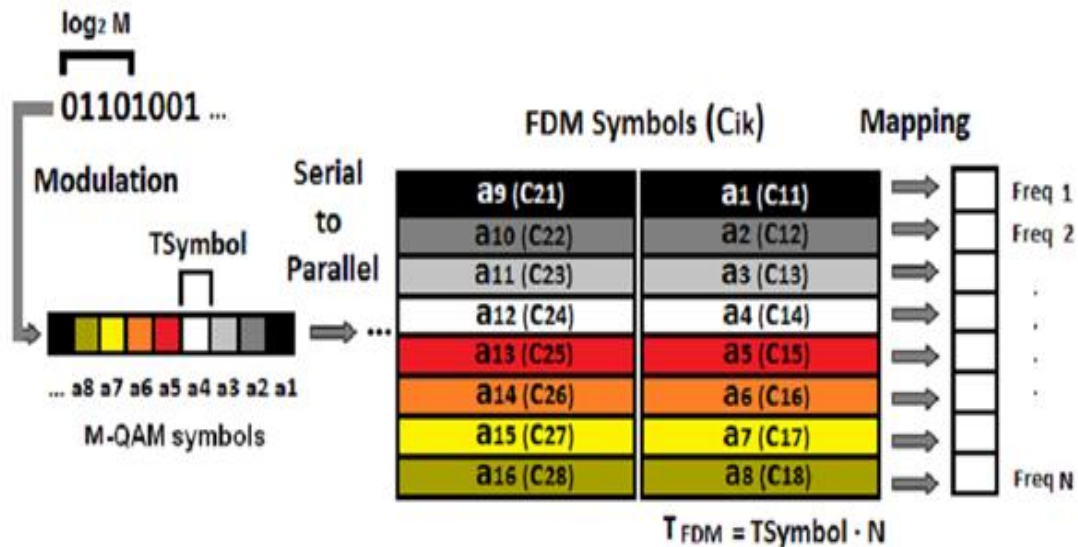 log2 M
01101001 ...
Modulation
TSymbol
... a8 a7 a6 a5 a4 a3 a2 a1
M-QAM symbols
Serial
to
Parallel
...
FDM Symbols (Cik)
a9 (C21) a1 (C11)
a10 (C22) a2 (C12)
a11 (C23) a3 (C13)
a12 (C24) a4 (C14)
a13 (C25) a5 (C15)
a14 (C26) a6 (C16)
a15 (C27) a7 (C17)
a16 (C28) a8 (C18)
TFDM = TSymbol · N
Mapping
Freq 1
Freq 2
.
.
.
.
Freq N